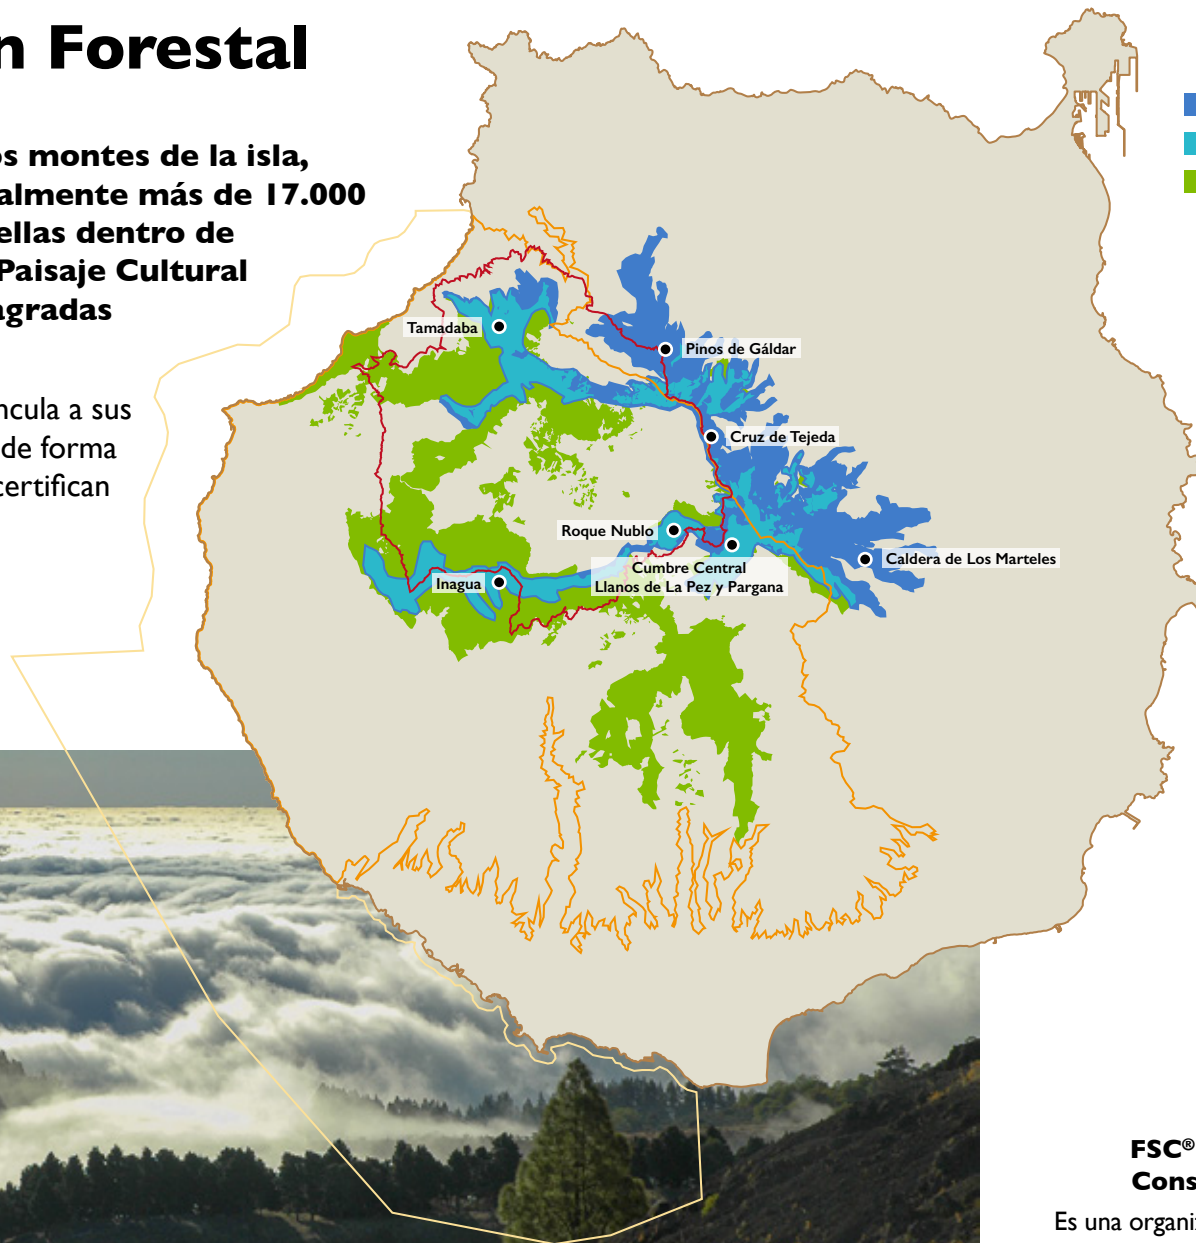 n Forestal
os montes de la isla,
almente más de 17.000
ellas dentro de
Paisaje Cultural
agradas
ncula a sus
de forma
certifican
Tamadaba
Pinos de Gáldar
Cruz de Tejeda
Roque Nublo
Cumbre Central
Llanos de La Pez y Pargana
Caldera de Los Marteles
Inagua
FSC®
Cons
Es una organiz